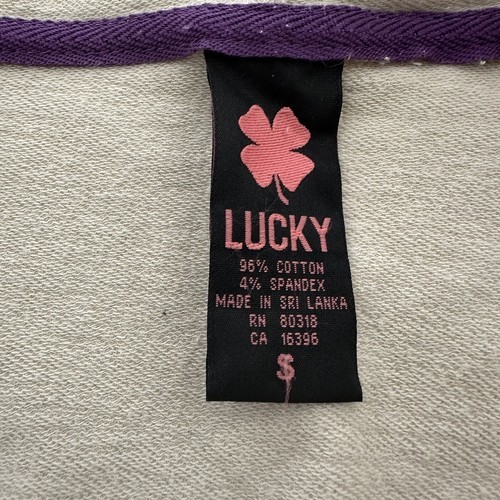 LUCKY
96% COTTON
4% SPANDEX
MADE IN SRI LANKA
RN 80318
CA 16396
S